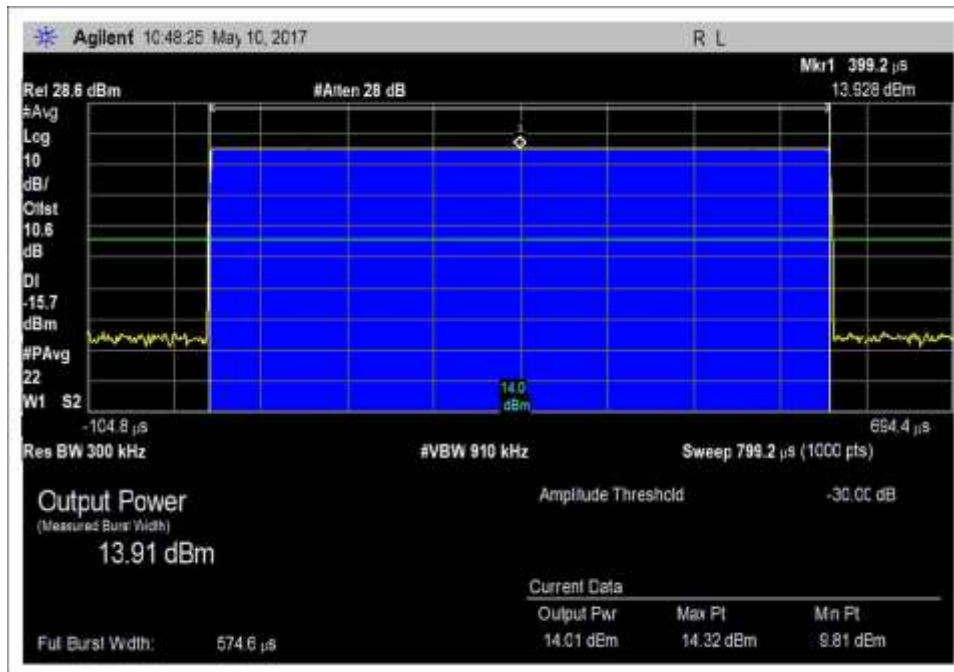 Agilent 10:48:25 May 10, 2017 R L
Mkr1 399.2 µs
Ref 28.6 dBm #Atten 28 dB 13.928 dBm
#Avg
Log
10
dB/
Offst
10.6
dB
DI
-15.7
dBm
#PAvg
22
W1 S2
14.0
dBm
-104.8 µs 694.4 µs
Res BW 300 kHz #VBW 910 kHz Sweep 799.2 µs (1000 pts)
Output Power Amplitude Threshold -30.00 dB
(Measured Burst Width)
13.91 dBm
Current Data
Output Pwr Max Pt Min Pt
Full Burst Width: 574.6 µs 14.01 dBm 14.32 dBm 9.81 dBm